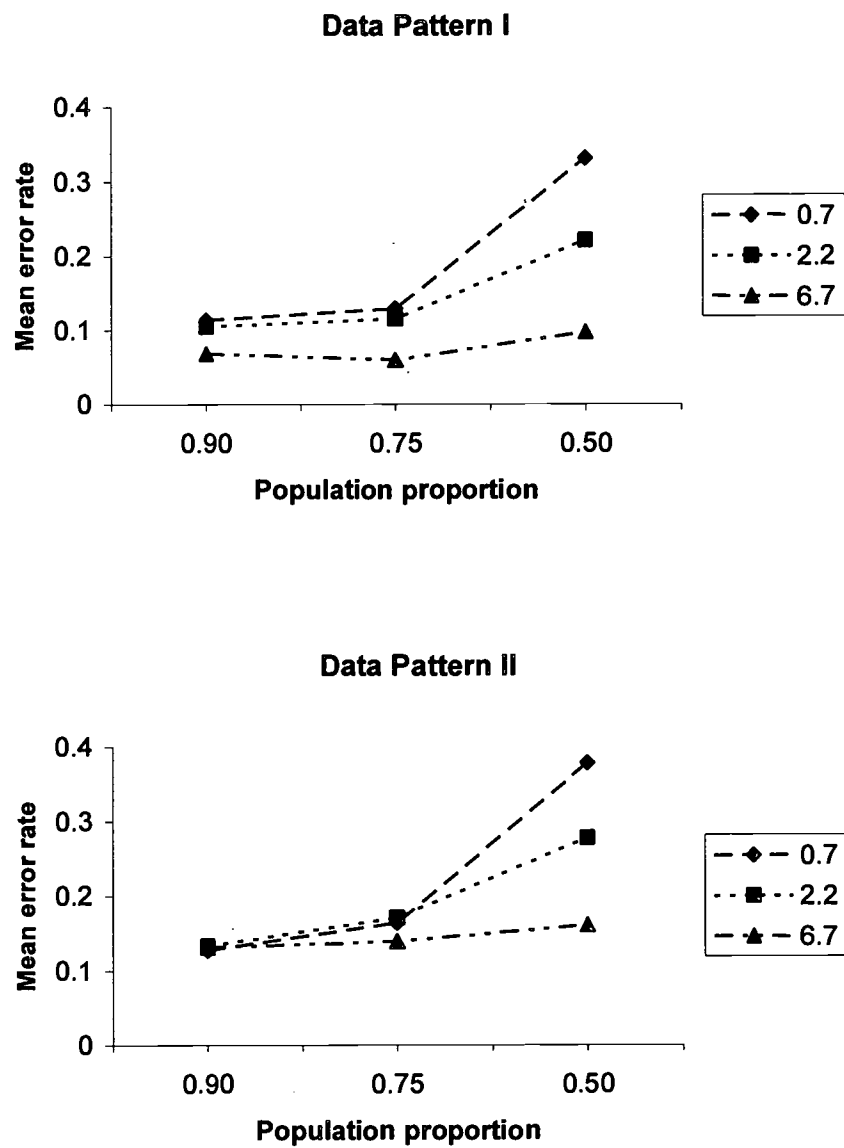 Data Pattern I
0.4
0.3
0.2
0.1
0
Mean error rate
0.90 0.75 0.50
Population proportion
0.7
2.2
6.7
Data Pattern II
0.4
0.3
0.2
0.1
0
Mean error rate
0.90 0.75 0.50
Population proportion
0.7
2.2
6.7